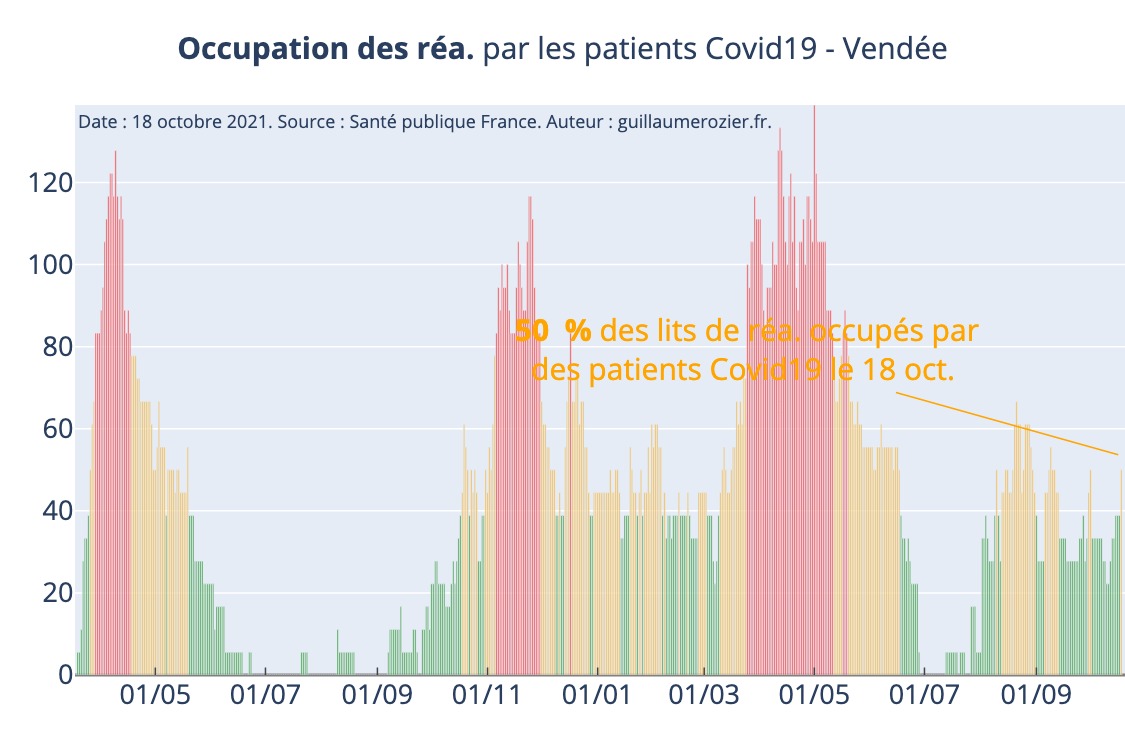 Occupation des réa. par les patients Covid19 - Vendée
Date : 18 octobre 2021. Source : Santé publique France. Auteur : guillaumerozier.fr.
120
100
80
60
40
20
0
50 % des lits de réa. occupés par
des patients Covid19 le 18 oct.
01/05 01/07 01/09 01/11 01/01 01/03 01/05 01/07 01/09